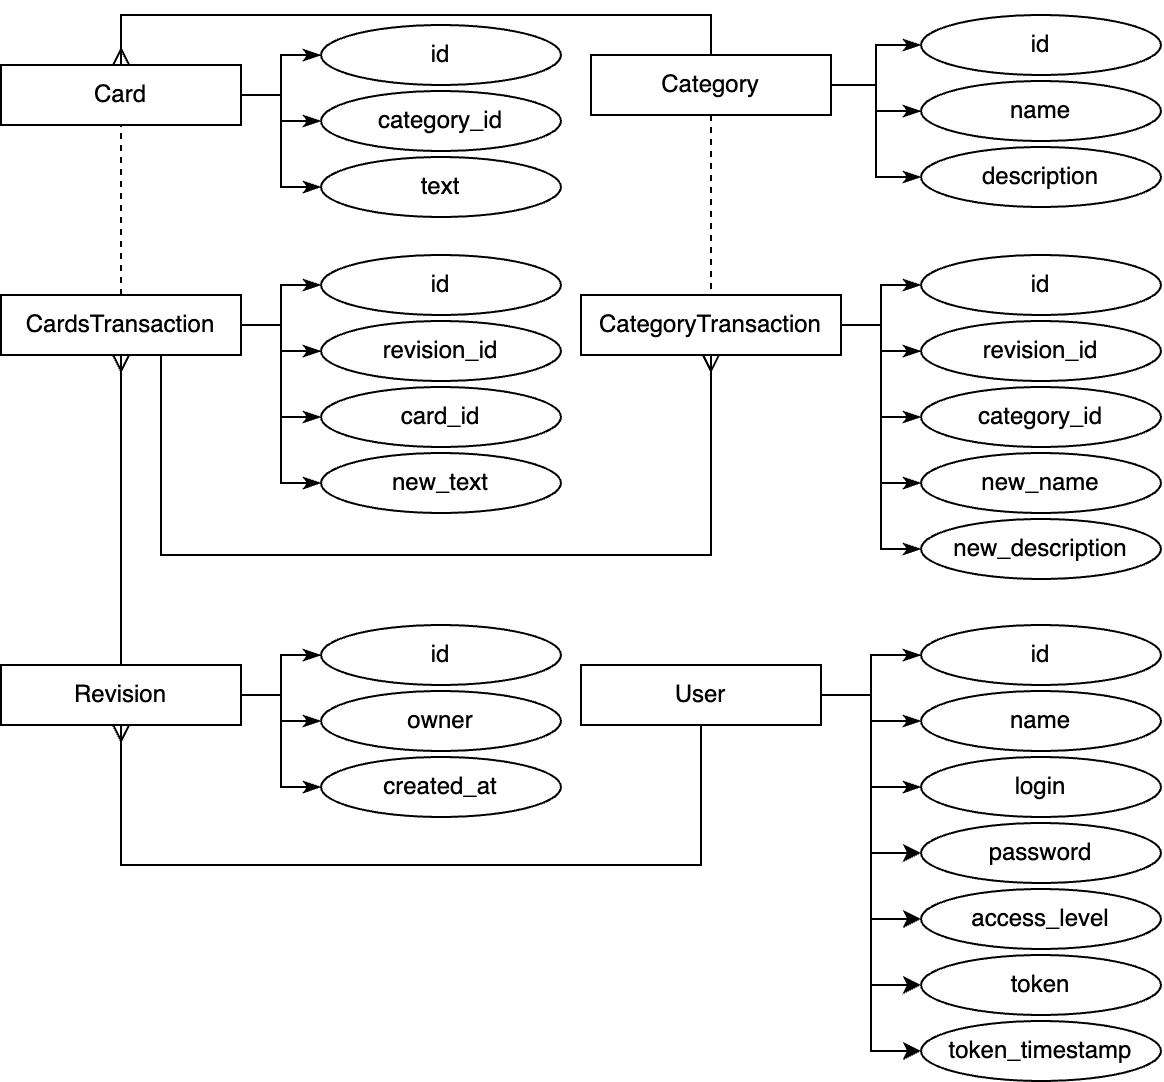 Card
id
category_id
text
Category
id
name
description
CardsTransaction
id
revision_id
card_id
new_text
CategoryTransaction
id
revision_id
category_id
new_name
new_description
Revision
id
owner
created_at
User
id
name
login
password
access_level
token
token_timestamp